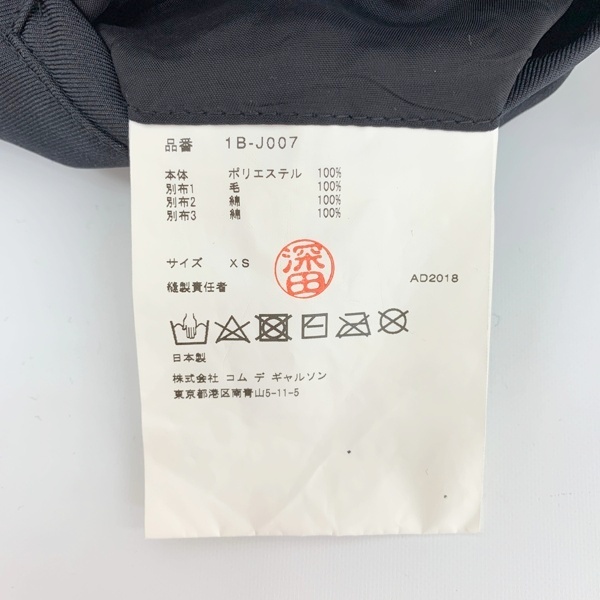 品番 1B-J007
本体 ポリエステル 100%
別布1 毛 100%
別布2 綿 100%
別布3 綿 100%
サイズ XS
深田
AD2018
縫製責任者
日本製
株式会社 コム デ ギャルソン
東京都港区南青山5-11-5